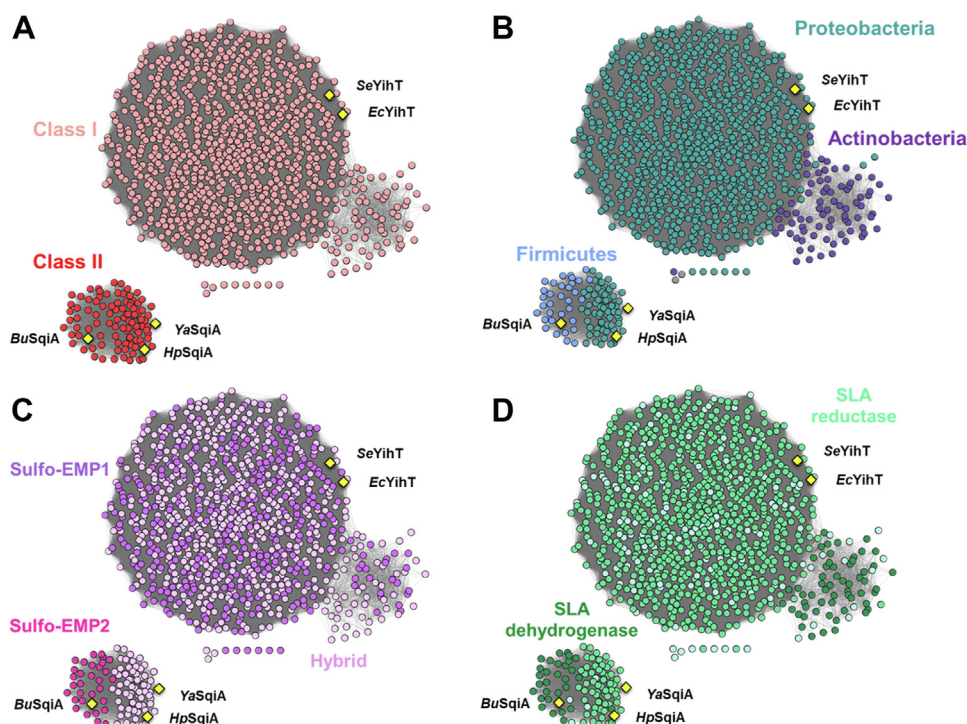 A
Class I
SeYihT
EcYihT
Class II
BuSqiA
YaSqiA
HpSqiA
B
Proteobacteria
SeYihT
EcYihT
Actinobacteria
Firmicutes
BuSqiA
YaSqiA
HpSqiA
C
Sulfo-EMP1
SeYihT
EcYihT
Sulfo-EMP2
Hybrid
BuSqiA
YaSqiA
HpSqiA
D
SLA
reductase
SeYihT
EcYihT
SLA
dehydrogenase
BuSqiA
YaSqiA
HpSqiA